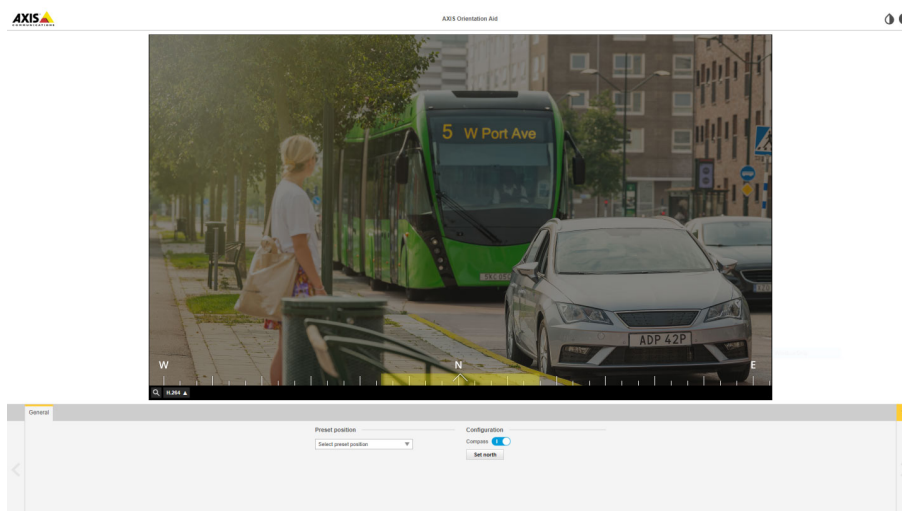 AXIS
COMMUNICATIONS
AXIS Orientation Aid
5 W Port Ave
ADP 42P
W N E
H.264
General
Preset position
Configuration
Select preset position
Compass
Set north